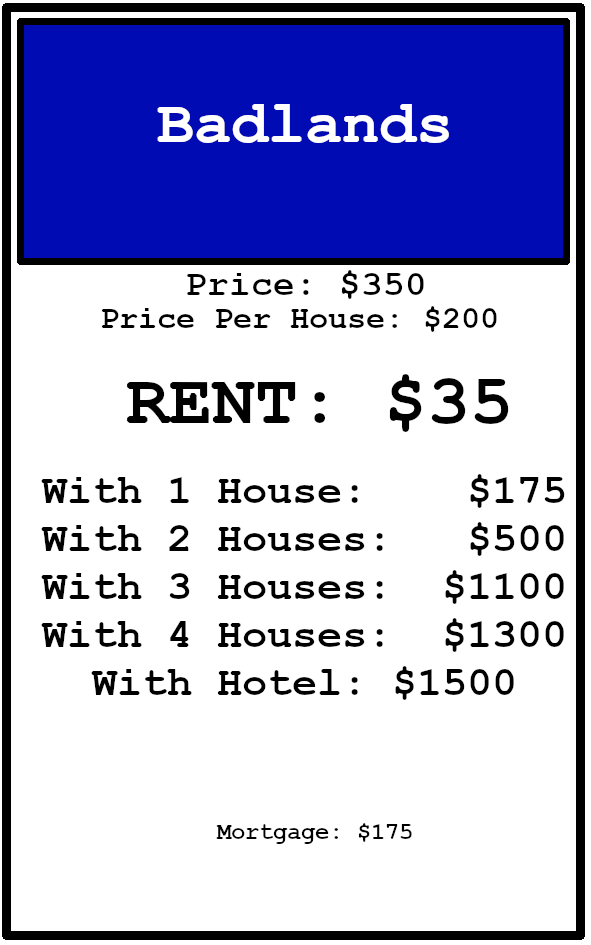 Badlands
Price: $350
Price Per House: $200
RENT: $35
With 1 House: $175
With 2 Houses: $500
With 3 Houses: $1100
With 4 Houses: $1300
With Hotel: $1500
Mortgage: $175